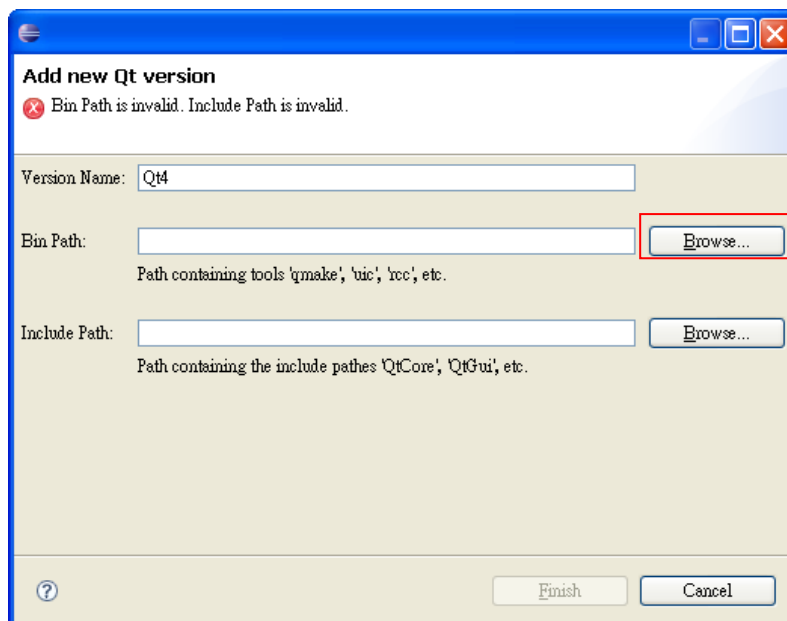 Add new Qt version
Bin Path is invalid. Include Path is invalid.
Version Name: Qt4
Bin Path: Browse...
Path containing tools 'qmake', 'uic', 'rcc', etc.
Include Path: Browse...
Path containing the include pathes 'QtCore', 'QtGui', etc.
? Finish Cancel